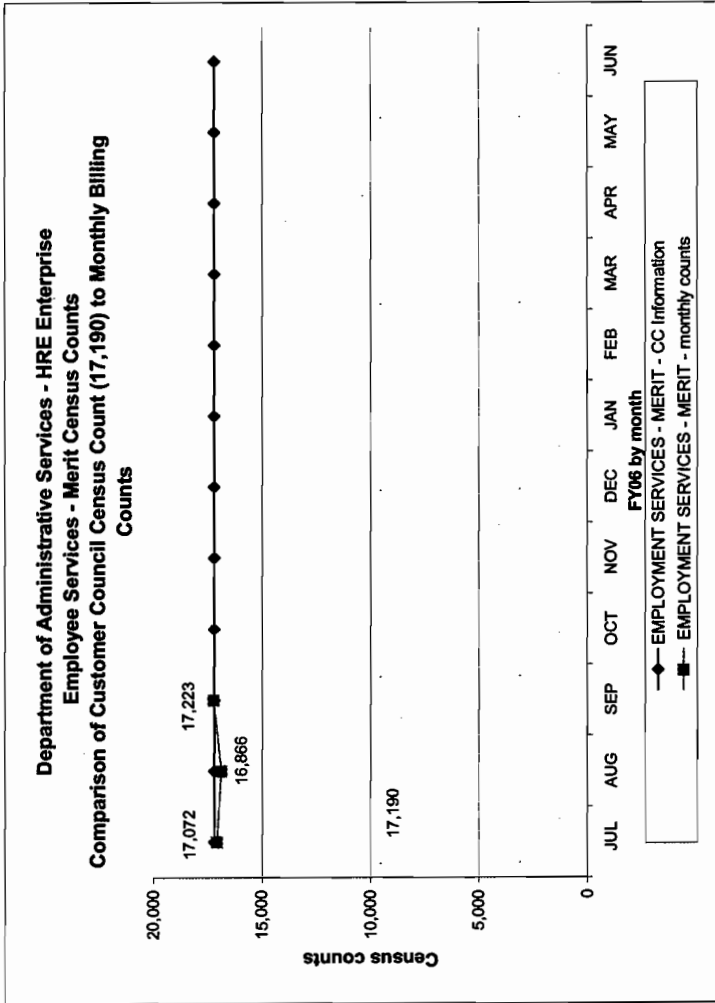 Department of Administrative Services - HRE Enterprise
Employee Services - Merit Census Counts
Comparison of Customer Council Census Count (17,190) to Monthly Billing
Counts
20,000
15,000
10,000
5,000
0
Census counts
17,072
16,866
17,223
17,190
JUL AUG SEP OCT NOV DEC JAN FEB MAR APR MAY JUN
FY06 by month
EMPLOYMENT SERVICES - MERIT - CC Information
EMPLOYMENT SERVICES - MERIT - monthly counts